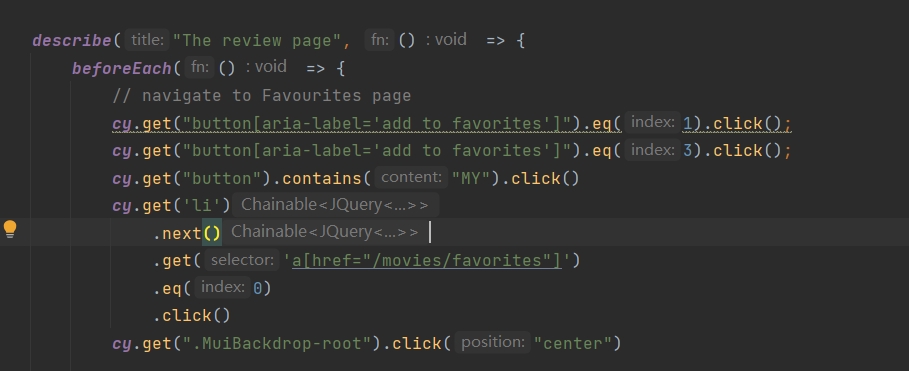 describe( title: "The review page", fn: () : void => {
beforeEach( fn: () : void => {
// navigate to Favourites page
cy.get("button[aria-label='add to favorites']").eq( index: 1).click();
cy.get("button[aria-label='add to favorites']").eq( index: 3).click();
cy.get("button").contains( content: "MY").click()
cy.get('li') Chainable<JQuery<...>>
.next() Chainable<JQuery<...>>
.get( selector: 'a[href="/movies/favorites"]')
.eq( index: 0)
.click()
cy.get(".MuiBackdrop-root").click( position: "center")